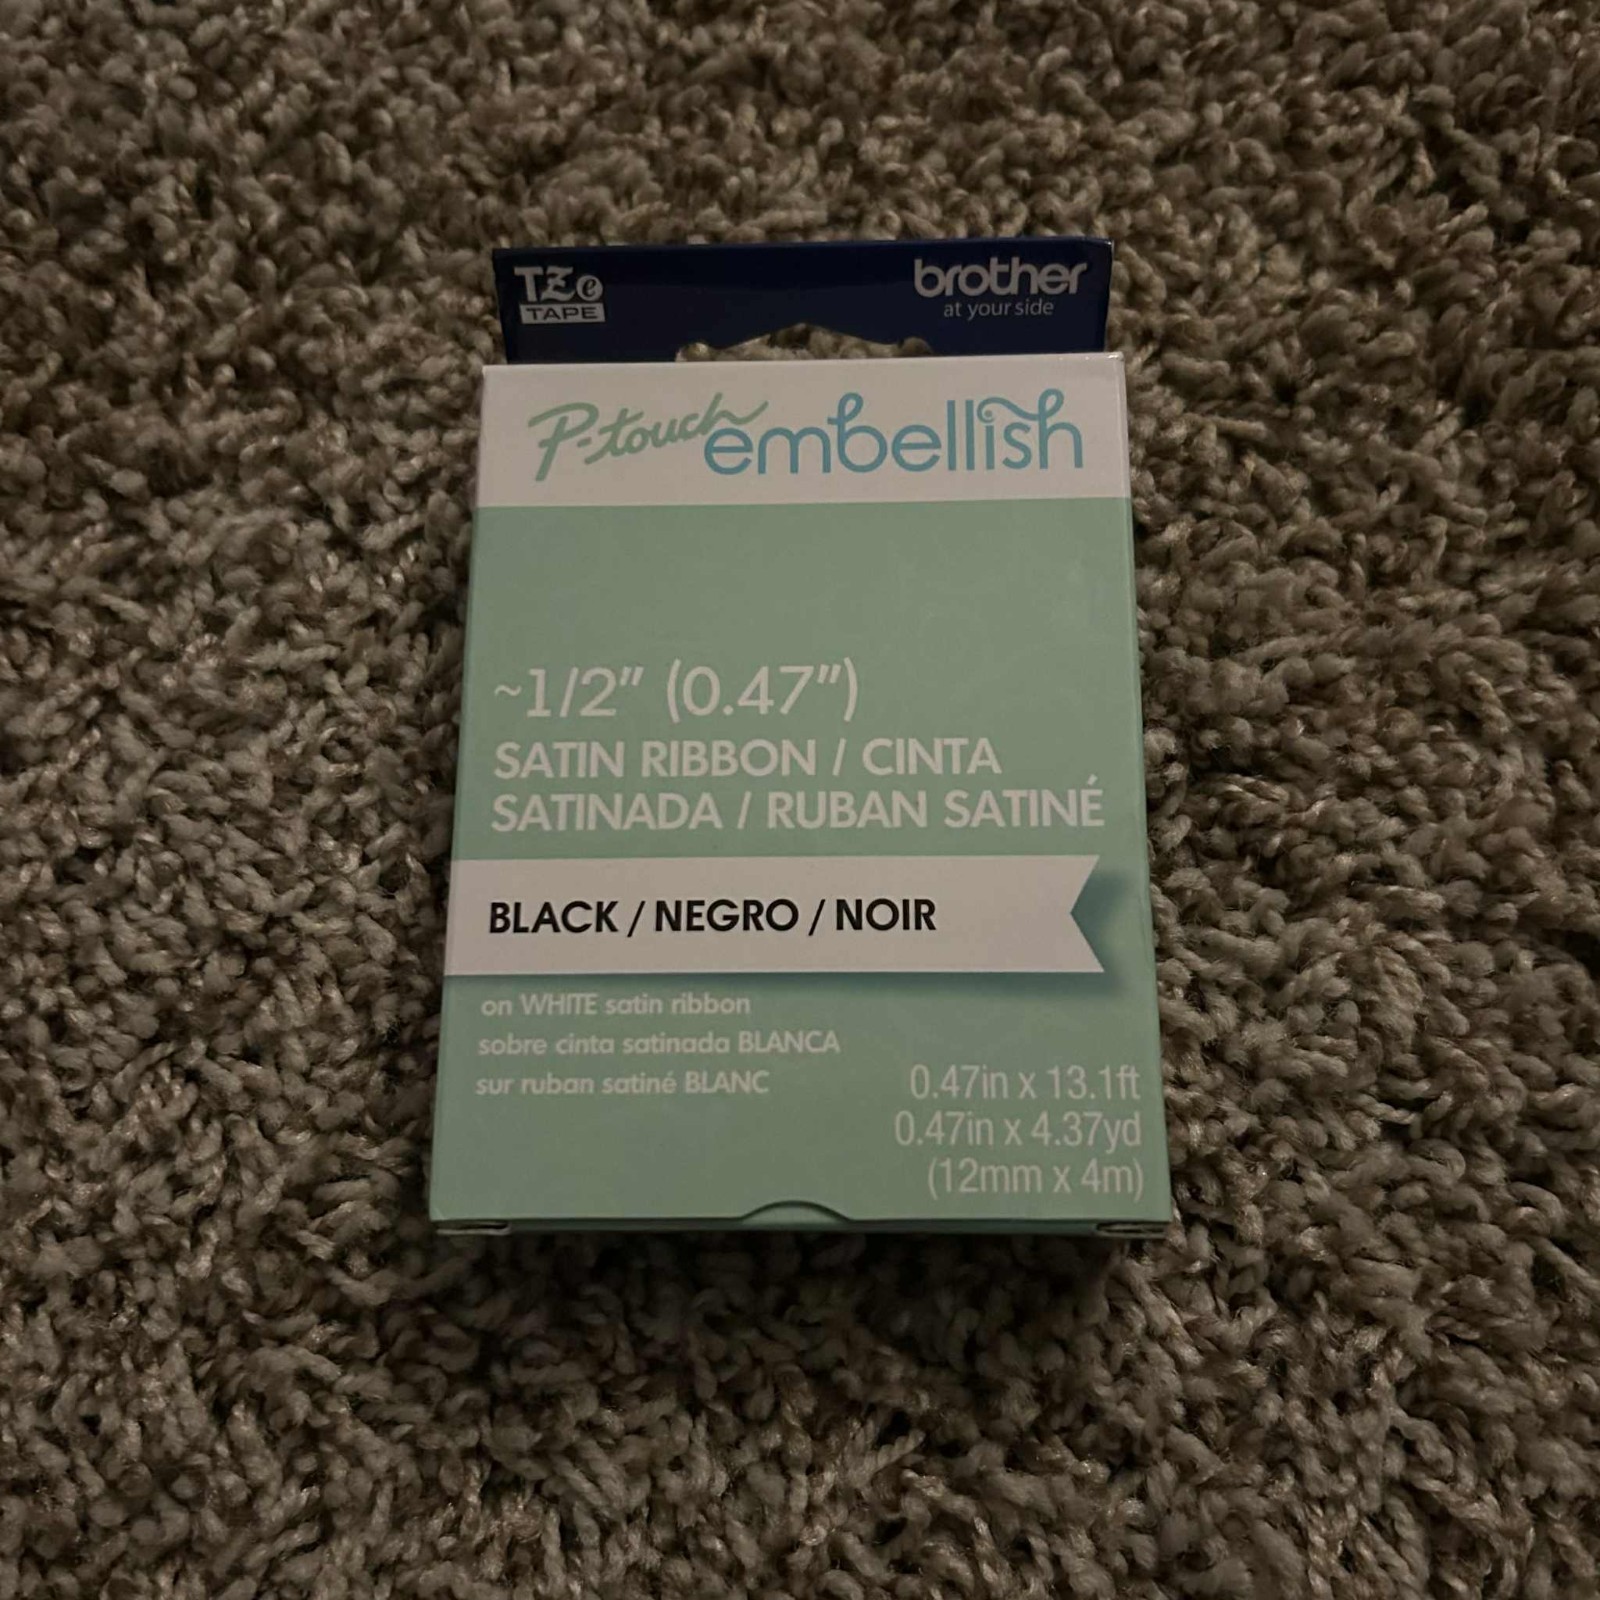 TZe
TAPE
brother
at your side
P-touch embellish
~1/2" (0.47")
SATIN RIBBON / CINTA
SATINADA / RUBAN SATINÉ
BLACK / NEGRO / NOIR
on WHITE satin ribbon
sobre cinta satinada BLANCA
sur ruban satiné BLANC
0.47in x 13.1ft
0.47in x 4.37yd
(12mm x 4m)